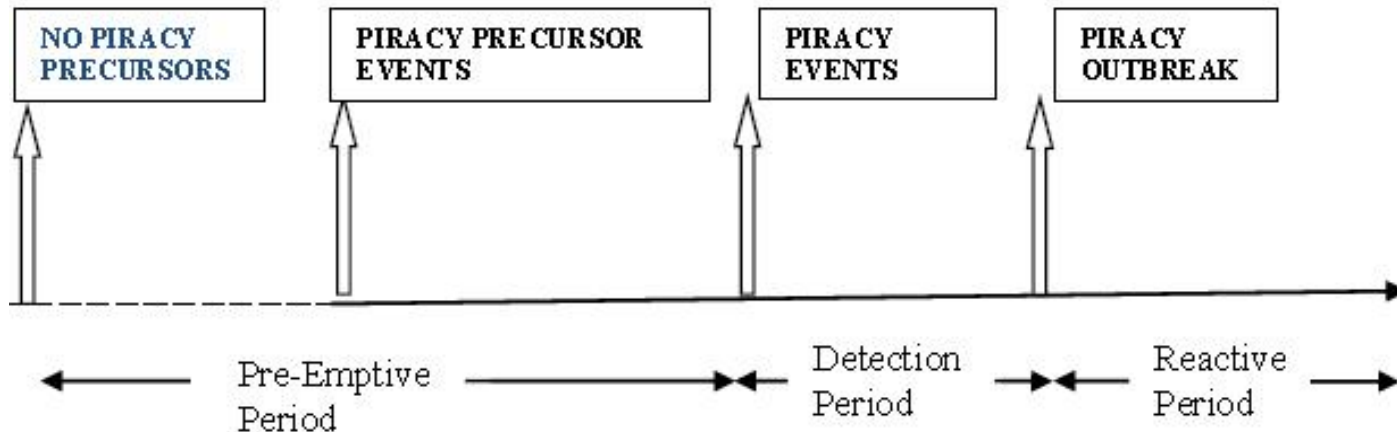 NO PIRACY
PRECURSORS
PIRACY PRECURSOR
EVENTS
PIRACY
EVENTS
PIRACY
OUTBREAK
Pre-Emptive
Period
Detection
Period
Reactive
Period